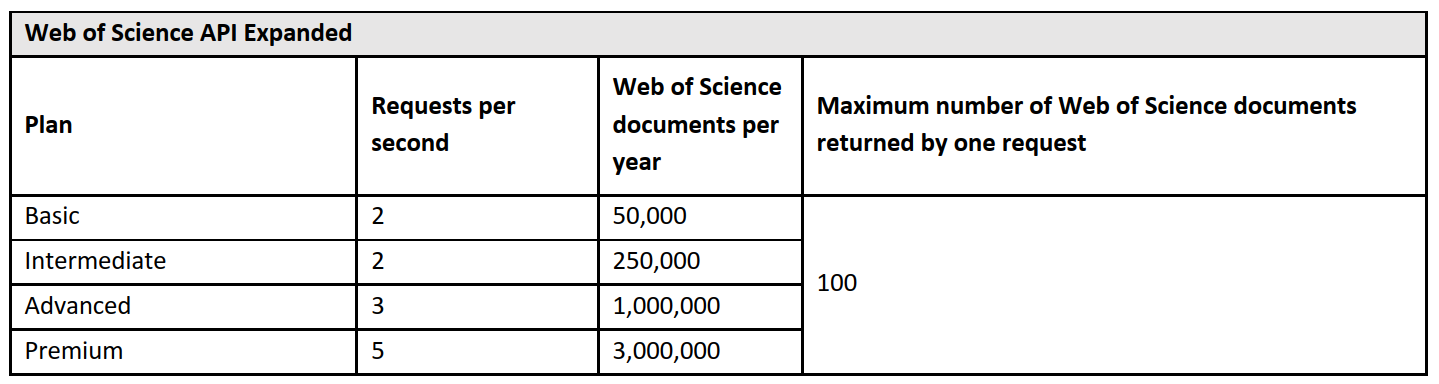 Web of Science API Expanded
Plan
Requests per
second
Web of Science
documents per
year
Maximum number of Web of Science documents
returned by one request
Basic
2
50,000
100
Intermediate
2
250,000
Advanced
3
1,000,000
Premium
5
3,000,000